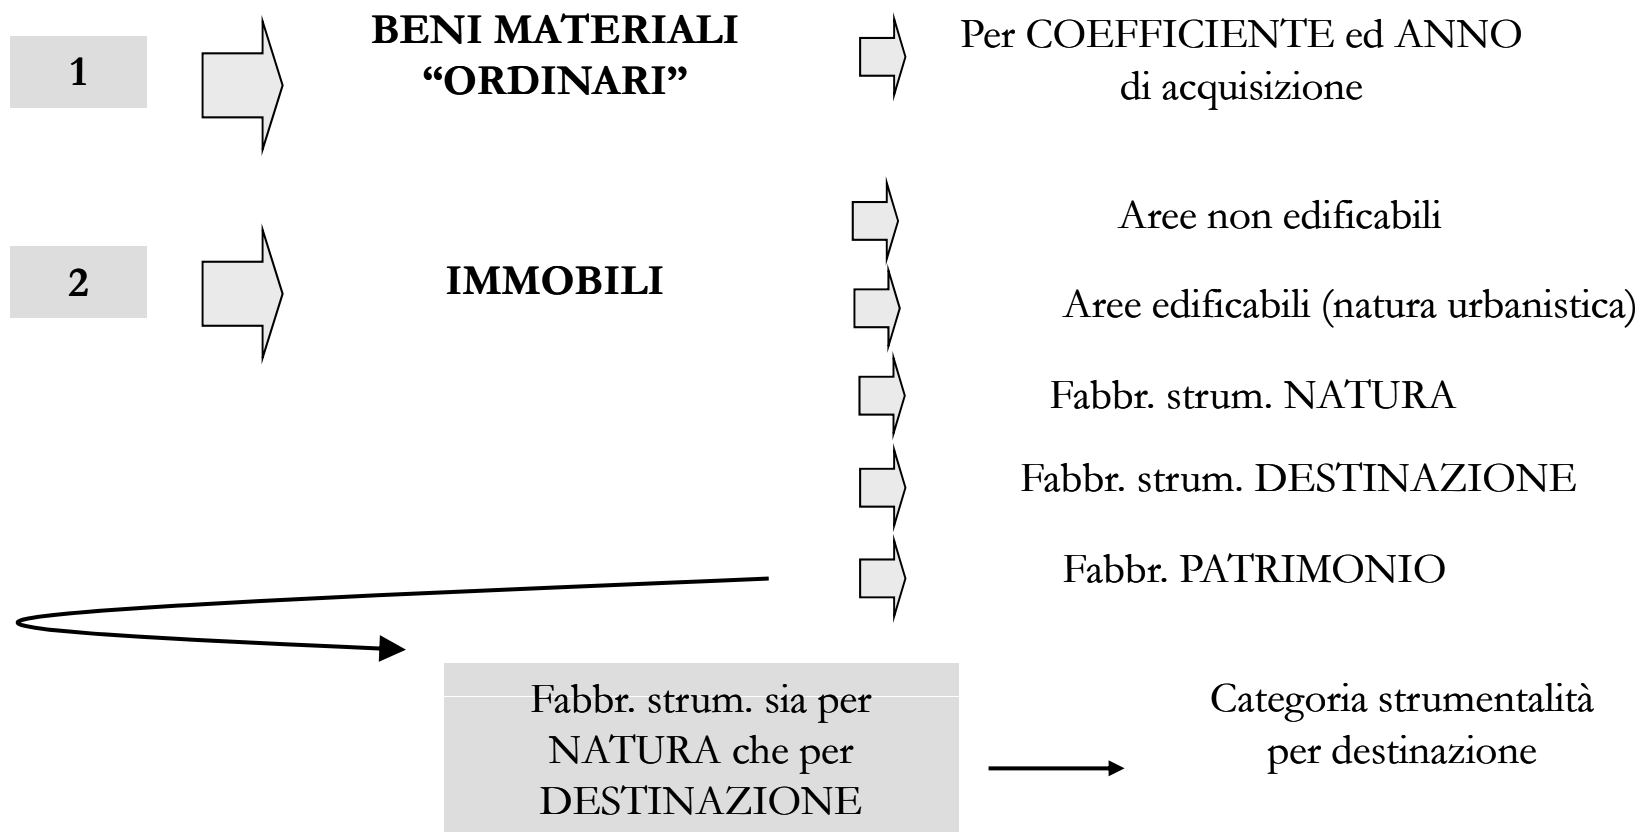 1
BENI MATERIALI
“ORDINARI”
Per COEFFICIENTE ed ANNO
di acquisizione
2
IMMOBILI
Aree non edificabili
Aree edificabili (natura urbanistica)
Fabbr. strum. NATURA
Fabbr. strum. DESTINAZIONE
Fabbr. PATRIMONIO
Fabbr. strum. sia per
NATURA che per
DESTINAZIONE
Categoria strumentalità
per destinazione